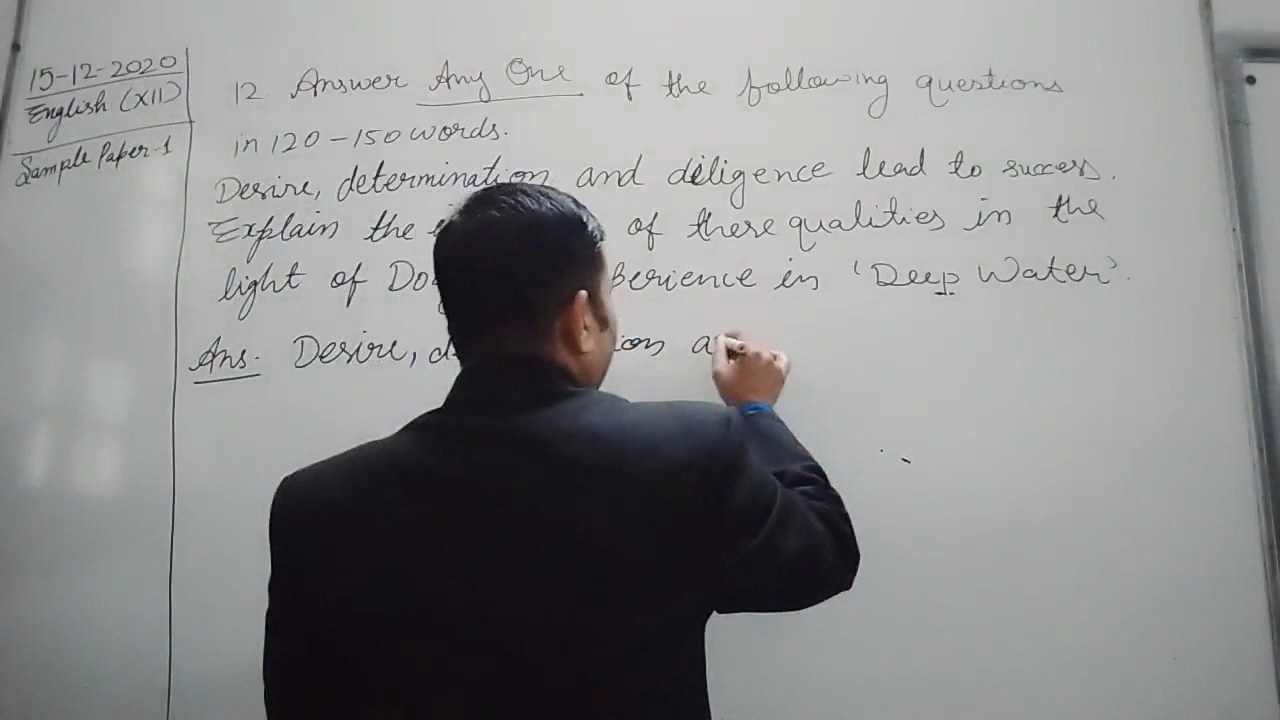 15-12-2020
English (XII)
Sample Paper-1
12 Answer Any One of the following questions
in 120-150 words.
Desire, determination and diligence lead to success.
Explain the of these qualities in the
light of in 'Deep Water'.
Ans. Desire,